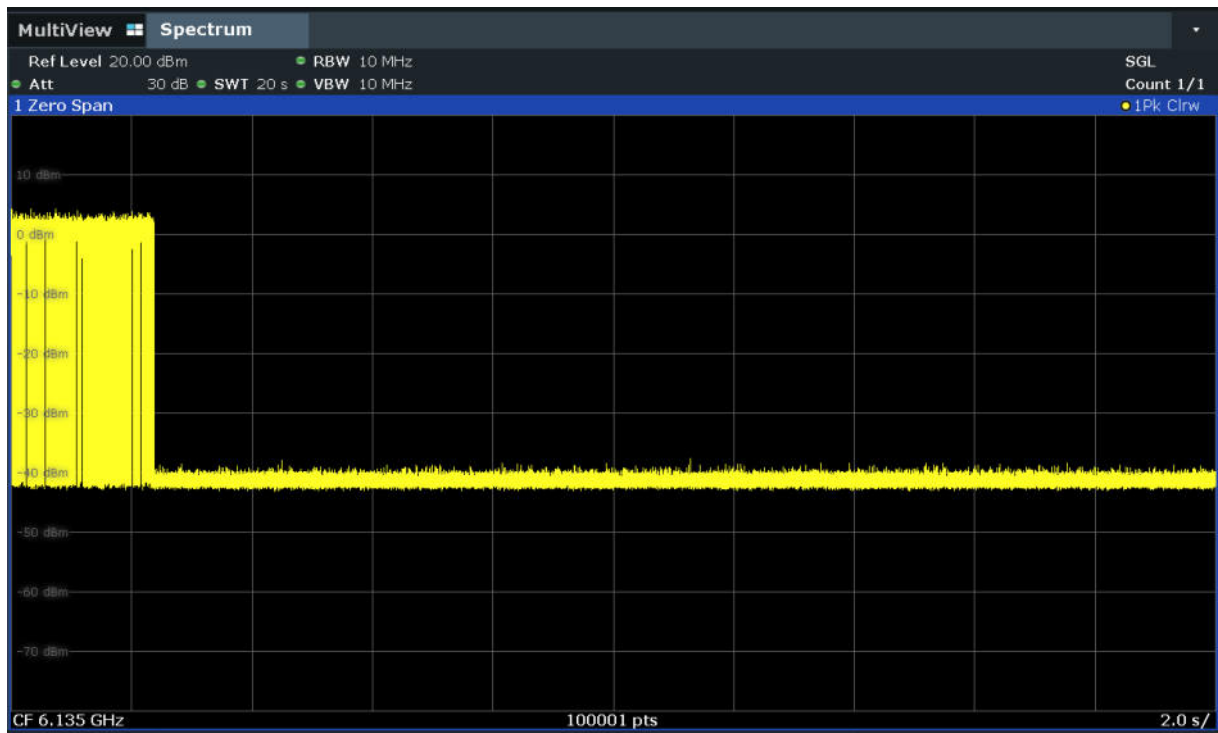 MultiView Spectrum
Ref Level 20.00 dBm RBW 10 MHz SGL
Att 30 dB SWT 20 s VBW 10 MHz Count 1/1
1 Zero Span 1Pk Clrw
10 dBm
0 dBm
-10 dBm
-20 dBm
-30 dBm
-40 dBm
-50 dBm
-60 dBm
-70 dBm
CF 6.135 GHz 100001 pts 2.0 s/